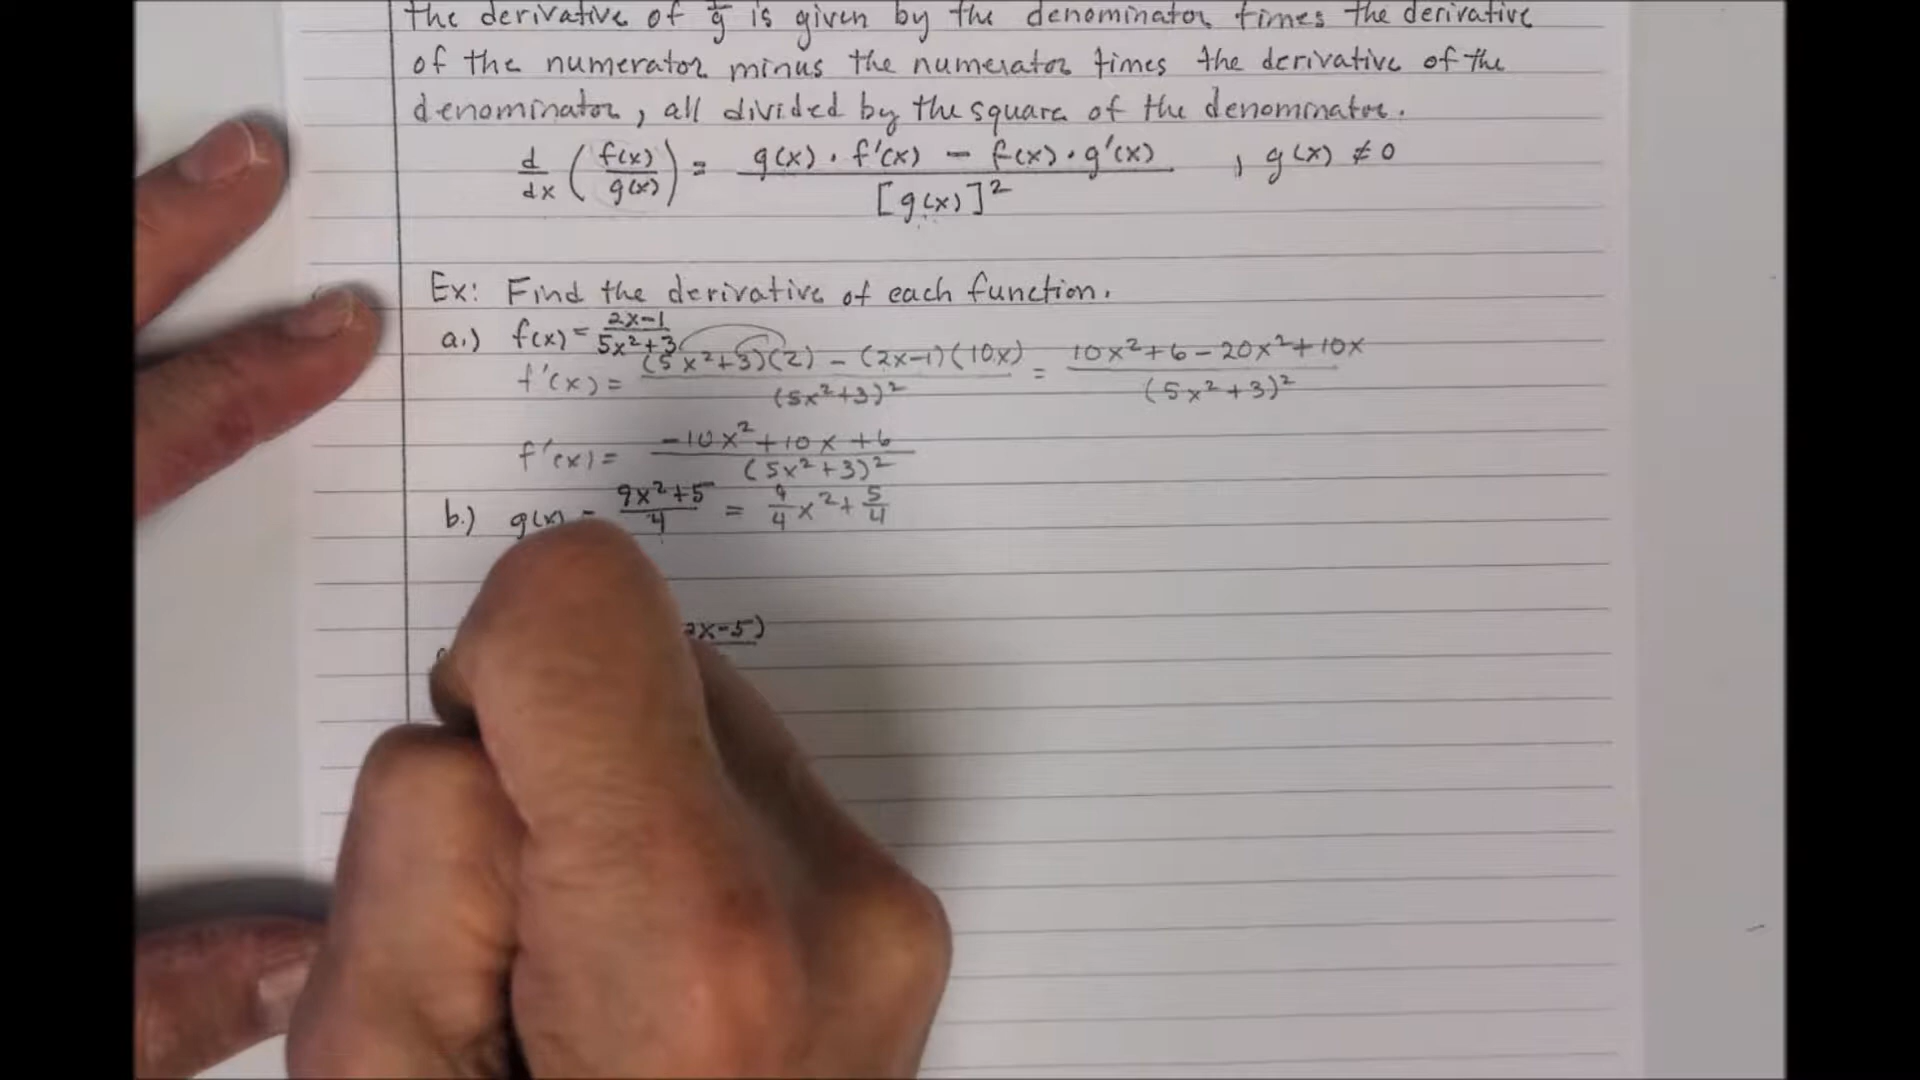 the derivative of f/g is given by the denominator times the derivative
of the numerator minus the numerator times the derivative of the
denominator, all divided by the square of the denominator.
d/dx (f(x)/g(x)) = (g(x) · f'(x) - f(x) · g'(x))/[g(x)]² , g(x) ≠ 0
Ex: Find the derivative of each function.
a.) f(x) = (2x-1)/(5x²+3)
f'(x) = ((5x²+3)(2) - (2x-1)(10x))/(5x²+3)² = (10x²+6-20x²+10x)/(5x²+3)²
f'(x) = (-10x²+10x+6)/(5x²+3)²
b.) g(x) = (9x²+5)/4 = 9/4 x² + 5/4
2x-5)